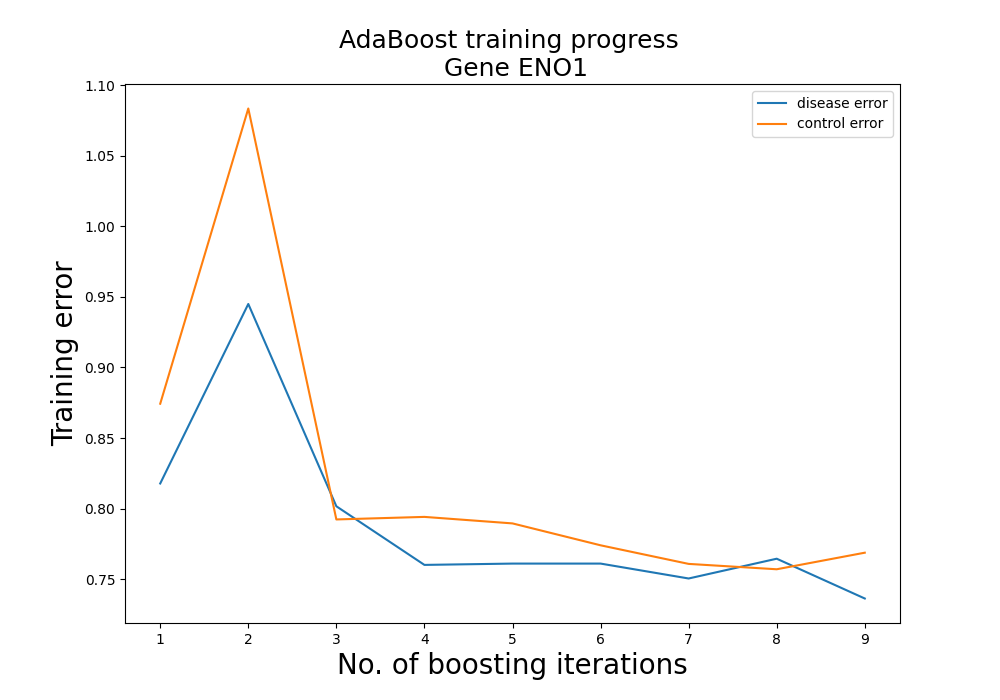 AdaBoost training progress
Gene ENO1
disease error
control error
Training error
1.10
1.05
1.00
0.95
0.90
0.85
0.80
0.75
1 2 3 4 5 6 7 8 9
No. of boosting iterations